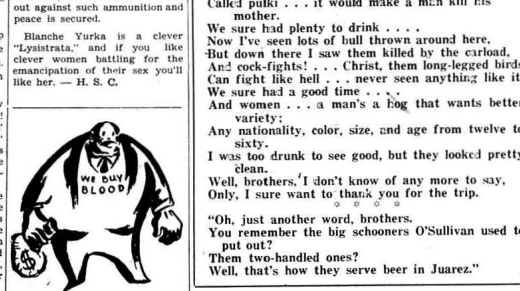 out against such ammunition and
peace is secured.
Blanche Yurka is a clever
"Lysistrata," and if you like
clever women battling for the
emancipation of their sex you'll
like her. — H. S. C.
WE BUY
BLOOD
$
Called pulki . . . it would make a man kill his
mother.
We sure had plenty to drink . . . .
Now I've seen lots of bull thrown around here,
But down there I saw them killed by the carload,
And cock-fights! . . . Christ, them long-legged birds
Can fight like hell . . . never seen anything like it
We sure had a good time . . . .
And women . . . a man's a hog that wants better
variety;
Any nationality, color, size, and age from twelve to
sixty.
I was too drunk to see good, but they looked pretty
clean.
Well, brothers, I don't know of any more to say,
Only, I sure want to thank you for the trip.
"Oh, just another word, brothers.
You remember the big schooners O'Sullivan used to
put out?
Them two-handled ones?
Well, that's how they serve beer in Juarez."